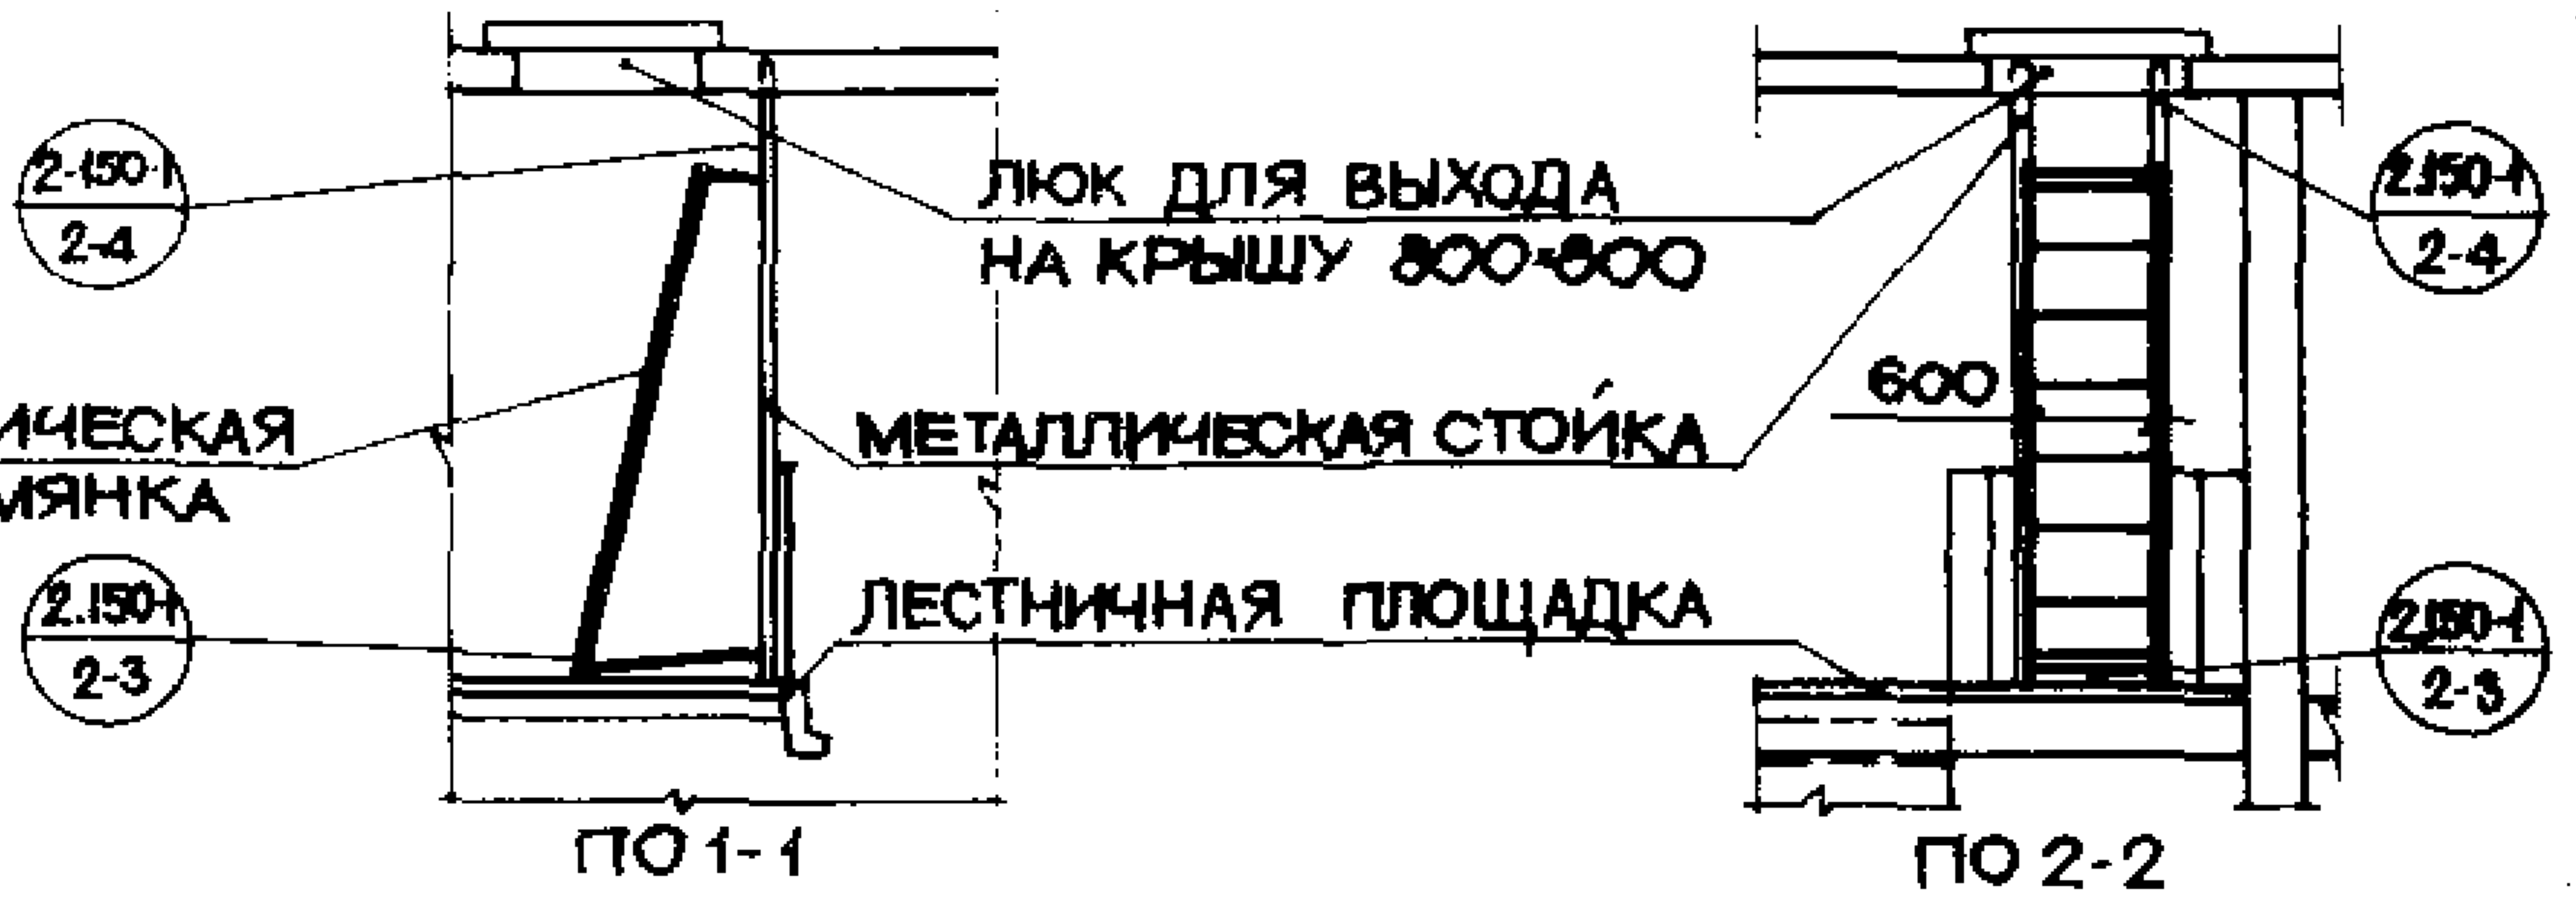 2.150-1
2-4
ЛЮК ДЛЯ ВЫХОДА
НА КРЫШУ 800×800
2.150-1
2-4
600
ИЧЕСКАЯ
МЯНКА
МЕТАЛЛИЧЕСКАЯ СТОЙКА
2.150-1
2-3
ЛЕСТНИЧНАЯ ПЛОЩАДКА
2.150-1
2-3
ПО 1-1
ПО 2-2